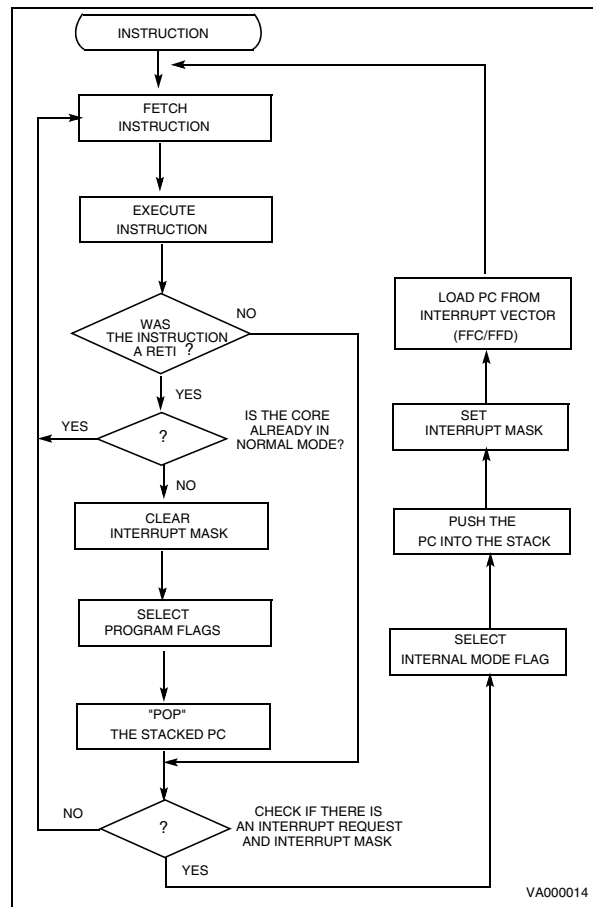 INSTRUCTION
FETCH
INSTRUCTION
EXECUTE
INSTRUCTION
WAS
THE INSTRUCTION
A RETI ?
NO
YES
YES
?
IS THE CORE
ALREADY IN
NORMAL MODE?
NO
CLEAR
INTERRUPT MASK
SELECT
PROGRAM FLAGS
"POP"
THE STACKED PC
NO
?
CHECK IF THERE IS
AN INTERRUPT REQUEST
AND INTERRUPT MASK
YES
LOAD PC FROM
INTERRUPT VECTOR
(FFC/FFD)
SET
INTERRUPT MASK
PUSH THE
PC INTO THE STACK
SELECT
INTERNAL MODE FLAG
VA000014